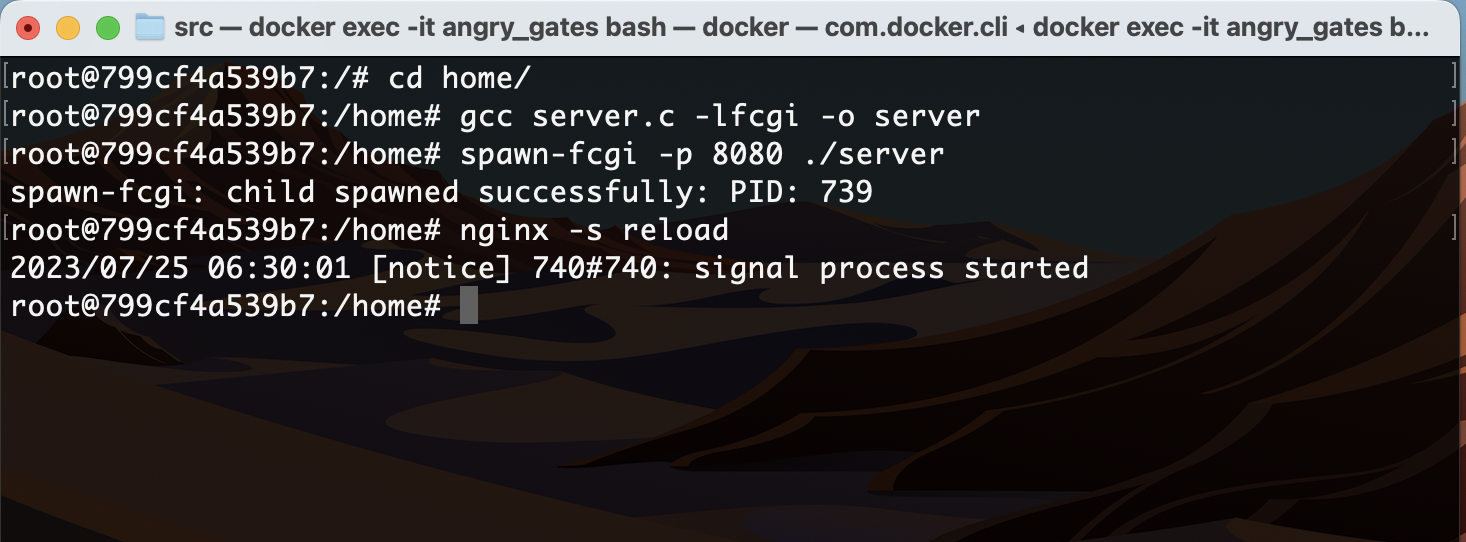 src — docker exec -it angry_gates bash — docker — com.docker.cli ◂ docker exec -it angry_gates b...
[root@799cf4a539b7:/# cd home/ ]
[root@799cf4a539b7:/home# gcc server.c -lfcgi -o server ]
[root@799cf4a539b7:/home# spawn-fcgi -p 8080 ./server ]
spawn-fcgi: child spawned successfully: PID: 739
[root@799cf4a539b7:/home# nginx -s reload ]
2023/07/25 06:30:01 [notice] 740#740: signal process started
root@799cf4a539b7:/home#